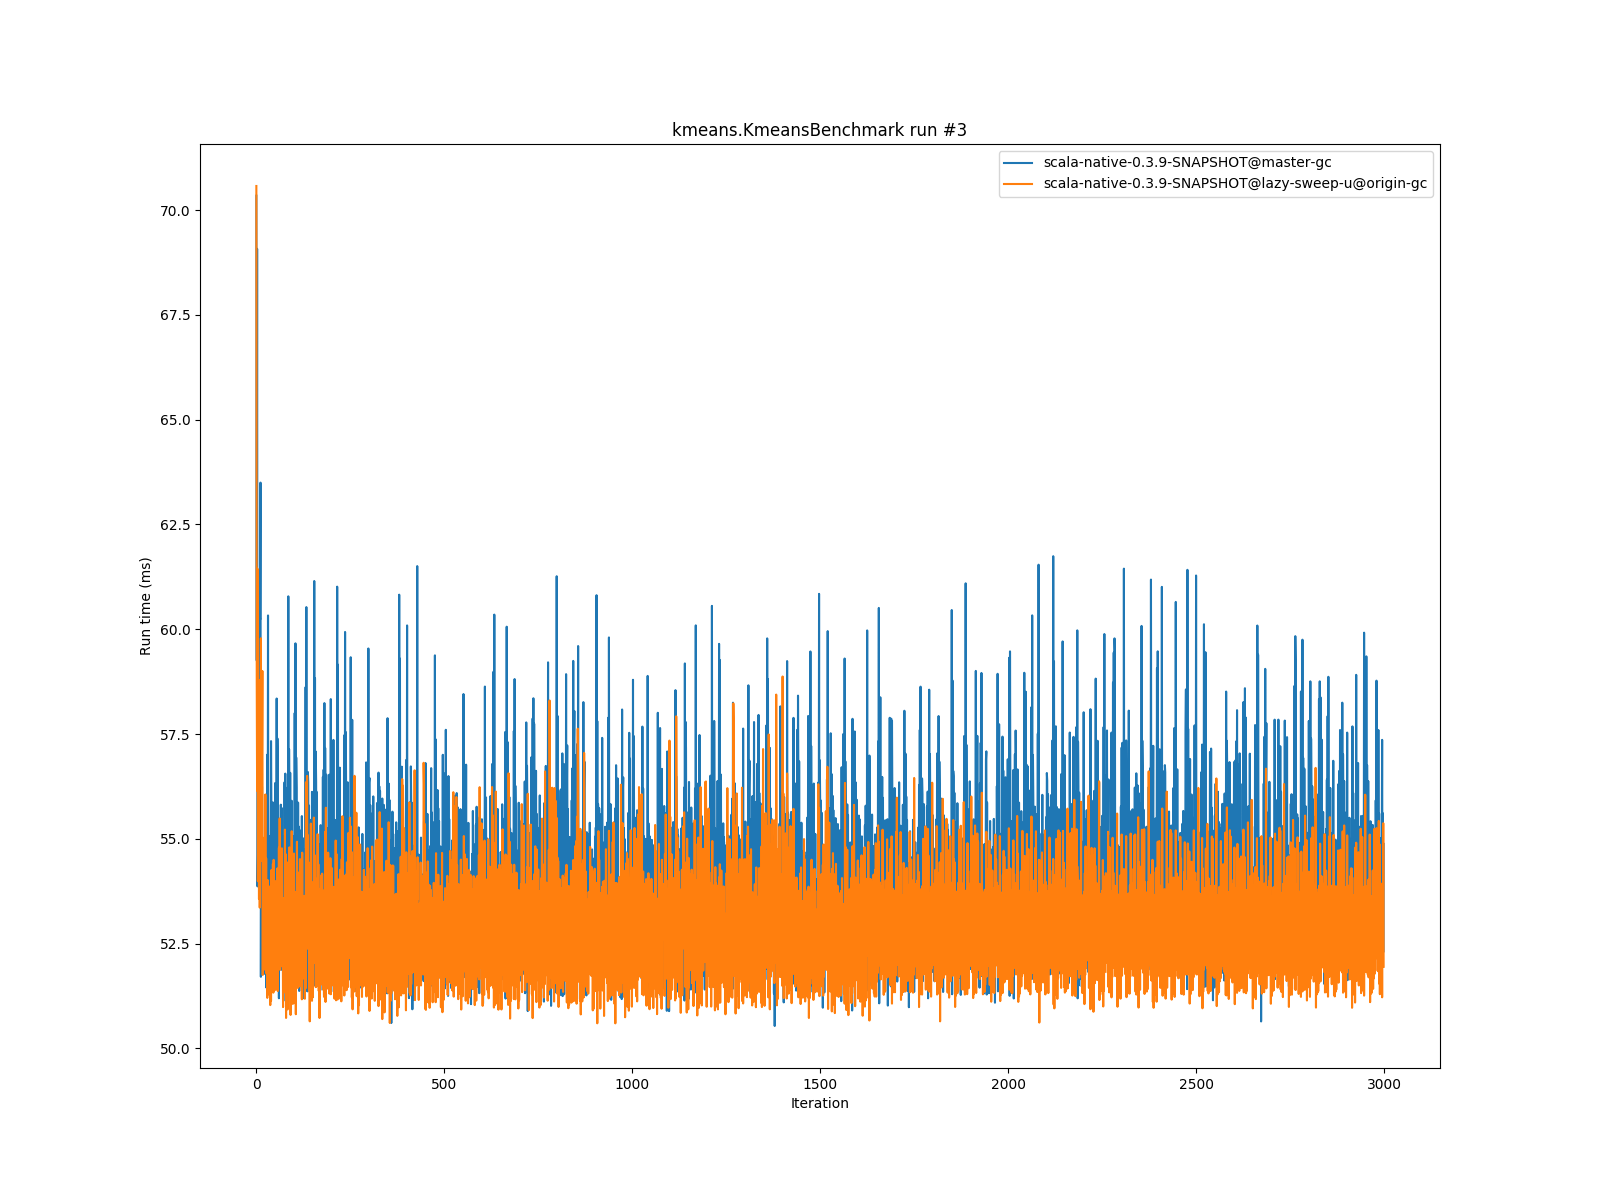 kmeans.KmeansBenchmark run #3
scala-native-0.3.9-SNAPSHOT@master-gc
scala-native-0.3.9-SNAPSHOT@lazy-sweep-u@origin-gc
70.0
67.5
65.0
62.5
60.0
57.5
55.0
52.5
50.0
Run time (ms)
0 500 1000 1500 2000 2500 3000
Iteration